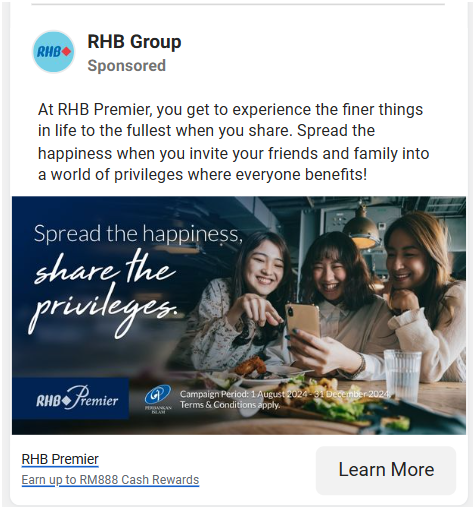 RHB
RHB Group
Sponsored
At RHB Premier, you get to experience the finer things
in life to the fullest when you share. Spread the
happiness when you invite your friends and family into
a world of privileges where everyone benefits!
Spread the happiness,
share the
privileges.
RHB Premier
PERBANKAN
ISLAM
Campaign Period: 1 August 2024 - 31 December 2024
Terms & Conditions apply.
RHB Premier
Earn up to RM888 Cash Rewards
Learn More